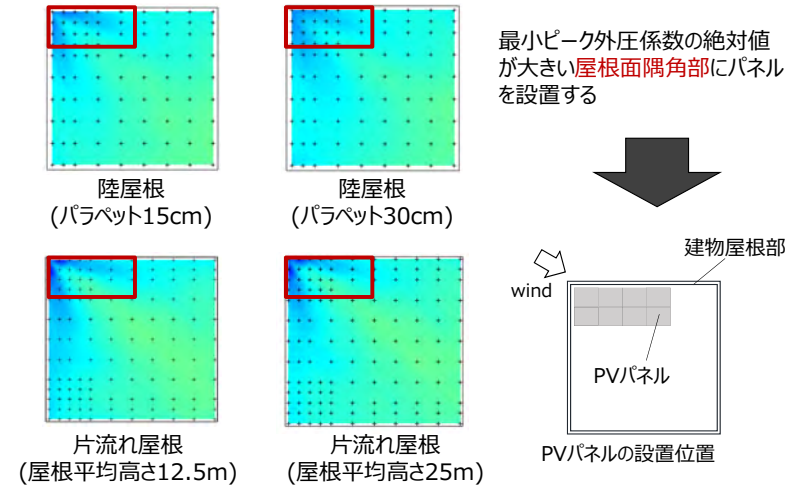 最小ピーク外圧係数の絶対値
が大きい屋根面隅角部にパネル
を設置する
陸屋根
(パラペット15cm)
陸屋根
(パラペット30cm)
建物屋根部
wind
PVパネル
PVパネルの設置位置
片流れ屋根
(屋根平均高さ12.5m)
片流れ屋根
(屋根平均高さ25m)